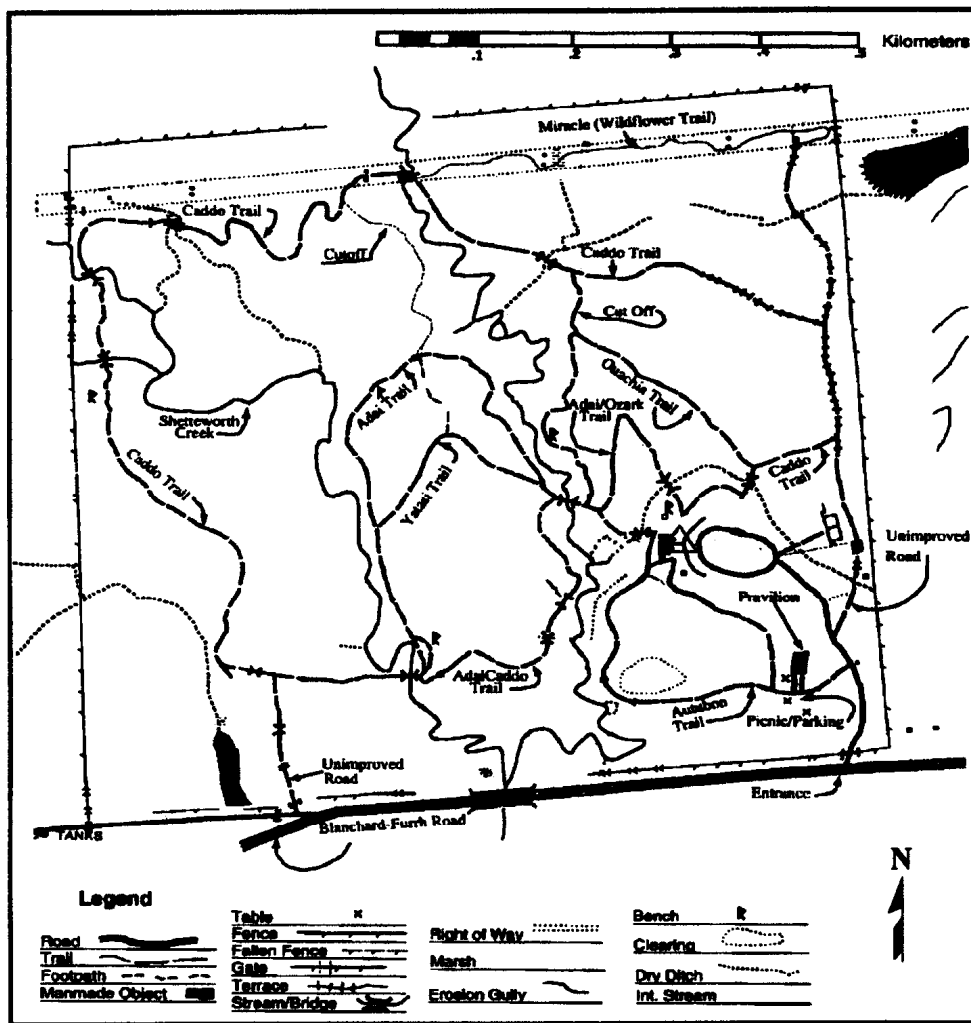 Kilometers
.1 .2 .3 .4 .5
Miracle (Wildflower Trail)
Caddo Trail
Cutoff
Caddo Trail
Cut Off
Ouachia Trail
Adai/Ozark
Trail
Adai Trail
Shetteworth
Creek
Yatasi Trail
Caddo
Trail
Caddo Trail
Unimproved
Road
Pravilion
Adai/Caddo
Trail
Audubon
Trail
Picnic/Parking
Unimproved
Road
Entrance
Blanchard-Furrh Road
TANKS
N
Legend
Road
Trail
Footpath
Manmade Object
Table
Fence
Fallen Fence
Gate
Terrace
Stream/Bridge
Right of Way
Marsh
Erosion Gully
Bench
Clearing
Dry Ditch
Int. Stream